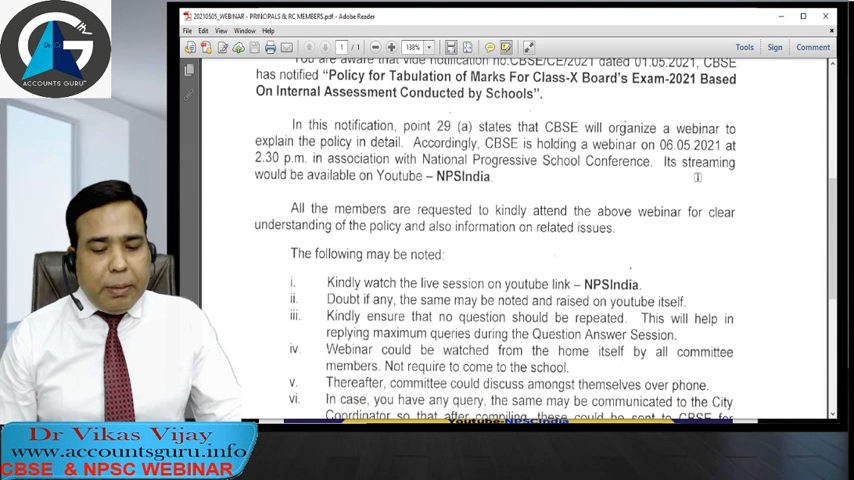 20210505_WEBINAR - PRINCIPALS & RC MEMBERS.pdf - Adobe Reader
File Edit View Window Help
1 / 1 138%
Tools Sign Comment
You are aware that vide notification no.CBSE/CE/2021 dated 01.05.2021, CBSE
has notified "Policy for Tabulation of Marks For Class-X Board's Exam-2021 Based
On Internal Assessment Conducted by Schools".
In this notification, point 29 (a) states that CBSE will organize a webinar to
explain the policy in detail. Accordingly, CBSE is holding a webinar on 06.05.2021 at
2.30 p.m. in association with National Progressive School Conference. Its streaming
would be available on Youtube – NPSIndia.
All the members are requested to kindly attend the above webinar for clear
understanding of the policy and also information on related issues.
The following may be noted:
i. Kindly watch the live session on youtube link – NPSIndia.
ii. Doubt if any, the same may be noted and raised on youtube itself.
iii. Kindly ensure that no question should be repeated. This will help in
replying maximum queries during the Question Answer Session.
iv. Webinar could be watched from the home itself by all committee
members. Not require to come to the school.
v. Thereafter, committee could discuss amongst themselves over phone.
vi. In case, you have any query, the same may be communicated to the City
Coordinator so that after compiling, these could be sent to CBSE for
Youtube-NPSCIndia
ACCOUNTS GURU
Dr Vikas Vijay
www.accountsguru.info
CBSE & NPSC WEBINAR